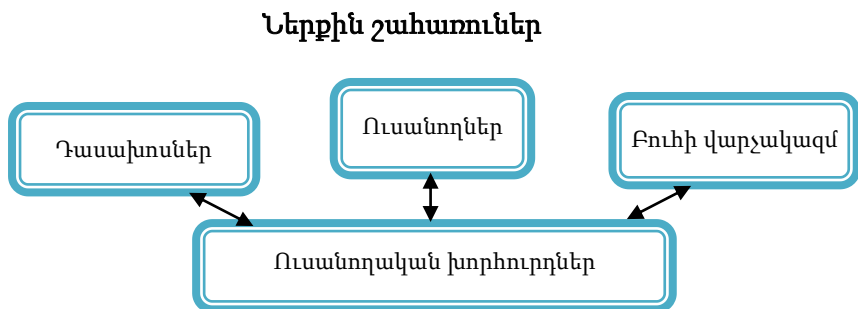 Ներքին շահառուներ
Դասախոսներ
Ուսանողներ
Բուհի վարչակազմ
Ուսանողական խորհուրդներ